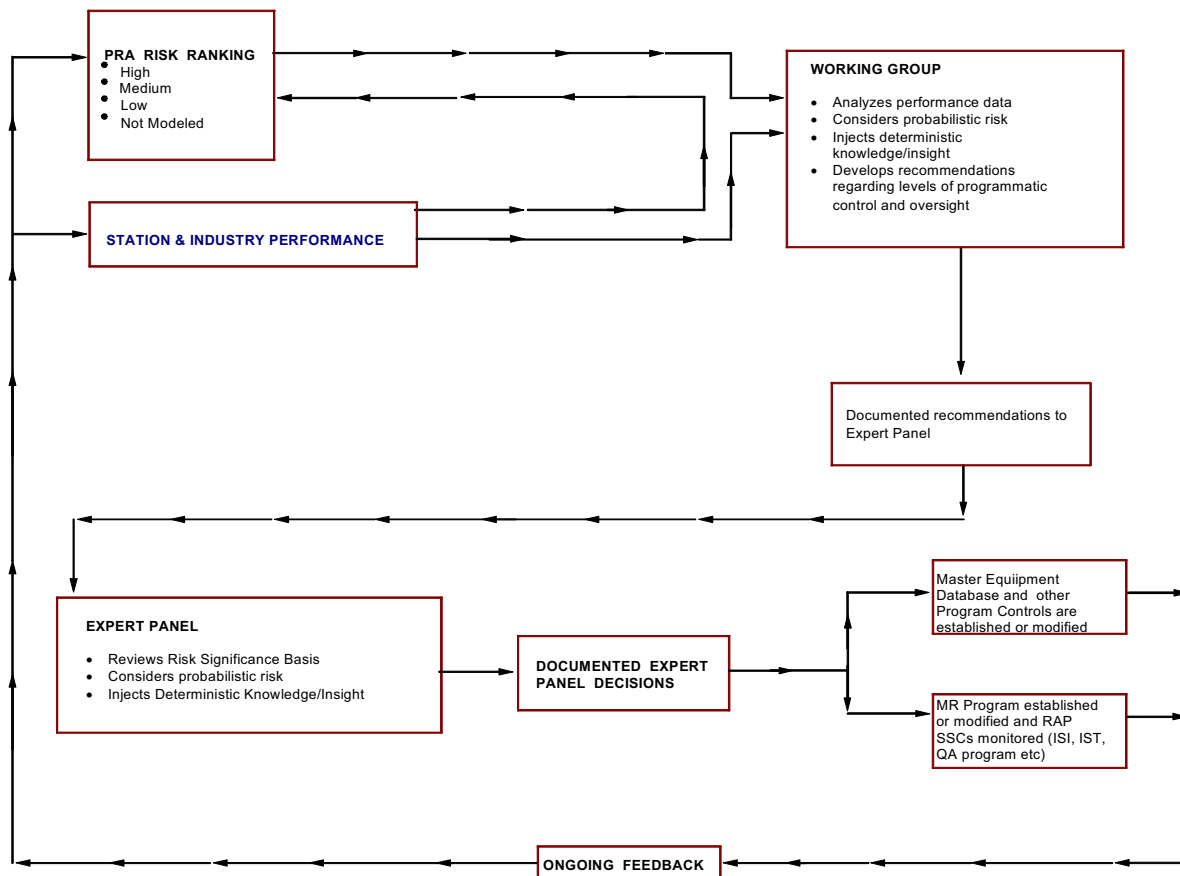 PRA RISK RANKING
• High
• Medium
• Low
• Not Modeled
WORKING GROUP
• Analyzes performance data
• Considers probabilistic risk
• Injects deterministic
knowledge/insight
• Develops recommendations
regarding levels of programmatic
control and oversight
STATION & INDUSTRY PERFORMANCE
Documented recommendations to
Expert Panel
EXPERT PANEL
• Reviews Risk Significance Basis
• Considers probabilistic risk
• Injects Deterministic Knowledge/Insight
DOCUMENTED EXPERT
PANEL DECISIONS
Master Equiipment
Database and other
Program Controls are
established or modified
MR Program established
or modified and RAP
SSCs monitored (ISI, IST,
QA program etc)
ONGOING FEEDBACK